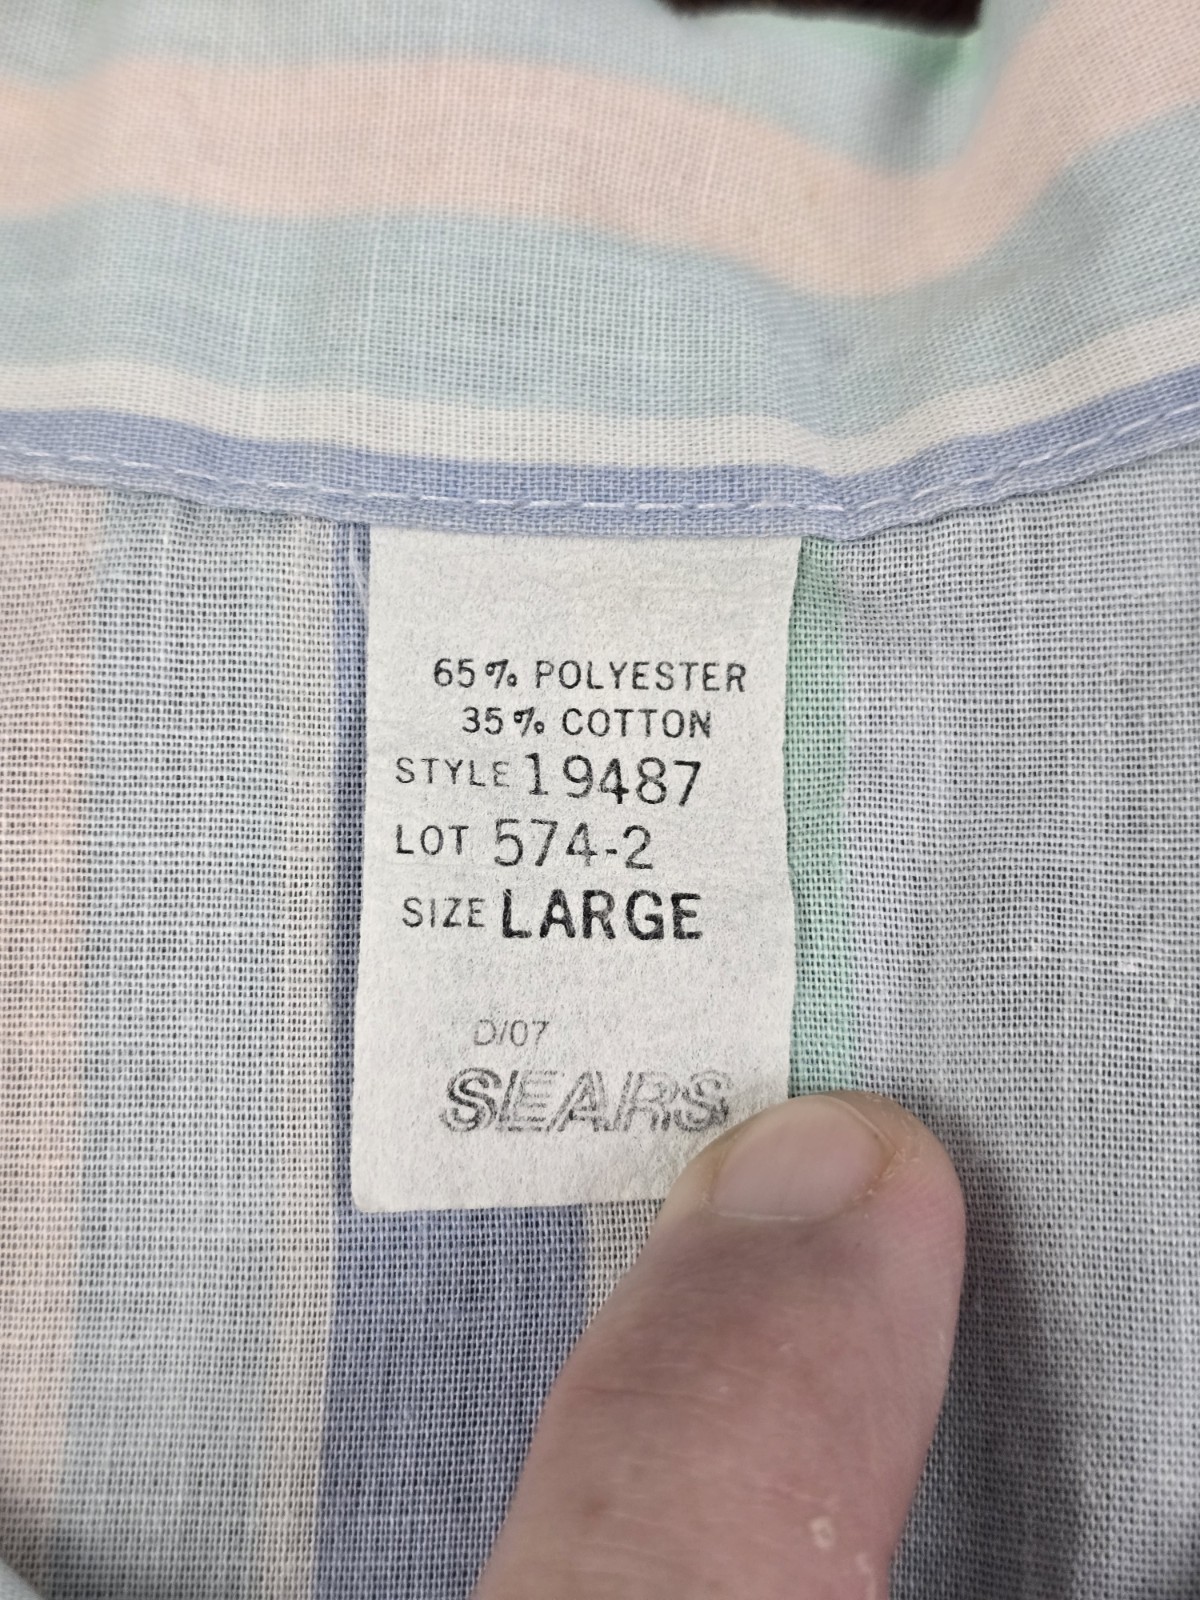 65% POLYESTER
35% COTTON
STYLE 19487
LOT 574-2
SIZE LARGE
D/07
SEARS